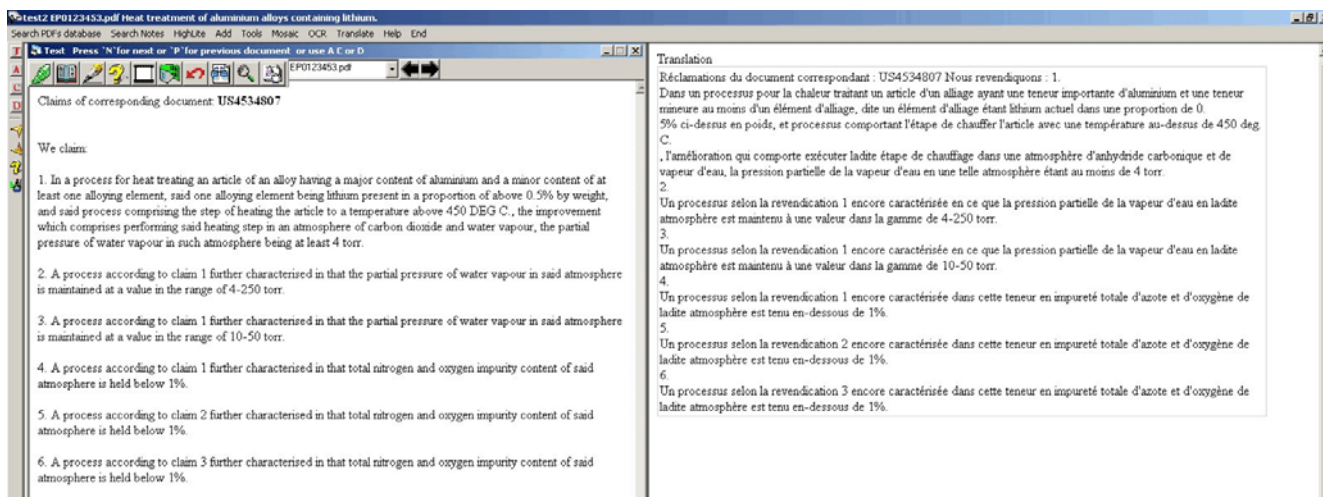 test2 EP0123453.pdf Heat treatment of aluminium alloys containing lithium.
Search PDFs database Search Notes HighLite Add Tools Mosaic OCR Translate Help End
Text Press `N`for next or `P`for previous document or use A C or D
EP0123453.pdf
T
A
C
D
Claims of corresponding document: US4534807
We claim:
1. In a process for heat treating an article of an alloy having a major content of aluminium and a minor content of at
least one alloying element, said one alloying element being lithium present in a proportion of above 0.5% by weight,
and said process comprising the step of heating the article to a temperature above 450 DEG C., the improvement
which comprises performing said heating step in an atmosphere of carbon dioxide and water vapour, the partial
pressure of water vapour in such atmosphere being at least 4 torr.
2. A process according to claim 1 further characterised in that the partial pressure of water vapour in said atmosphere
is maintained at a value in the range of 4-250 torr.
3. A process according to claim 1 further characterised in that the partial pressure of water vapour in said atmosphere
is maintained at a value in the range of 10-50 torr.
4. A process according to claim 1 further characterised in that total nitrogen and oxygen impurity content of said
atmosphere is held below 1%.
5. A process according to claim 2 further characterised in that total nitrogen and oxygen impurity content of said
atmosphere is held below 1%.
6. A process according to claim 3 further characterised in that total nitrogen and oxygen impurity content of said
atmosphere is held below 1%.
Translation
Réclamations du document correspondant : US4534807 Nous revendiquons : 1.
Dans un processus pour la chaleur traitant un article d'un alliage ayant une teneur importante d'aluminium et une teneur
mineure au moins d'un élément d'alliage, dite un élément d'alliage étant lithium actuel dans une proportion de 0.
5% ci-dessus en poids, et processus comportant l'étape de chauffer l'article avec une température au-dessus de 450 deg.
C.
, l'amélioration qui comporte exécuter ladite étape de chauffage dans une atmosphère d'anhydride carbonique et de
vapeur d'eau, la pression partielle de la vapeur d'eau en une telle atmosphère étant au moins de 4 torr.
2.
Un processus selon la revendication 1 encore caractérisée en ce que la pression partielle de la vapeur d'eau en ladite
atmosphère est maintenu à une valeur dans la gamme de 4-250 torr.
3.
Un processus selon la revendication 1 encore caractérisée en ce que la pression partielle de la vapeur d'eau en ladite
atmosphère est maintenu à une valeur dans la gamme de 10-50 torr.
4.
Un processus selon la revendication 1 encore caractérisée dans cette teneur en impureté totale d'azote et d'oxygène de
ladite atmosphère est tenu en-dessous de 1%.
5.
Un processus selon la revendication 2 encore caractérisée dans cette teneur en impureté totale d'azote et d'oxygène de
ladite atmosphère est tenu en-dessous de 1%.
6.
Un processus selon la revendication 3 encore caractérisée dans cette teneur en impureté totale d'azote et d'oxygène de
ladite atmosphère est tenu en-dessous de 1%.